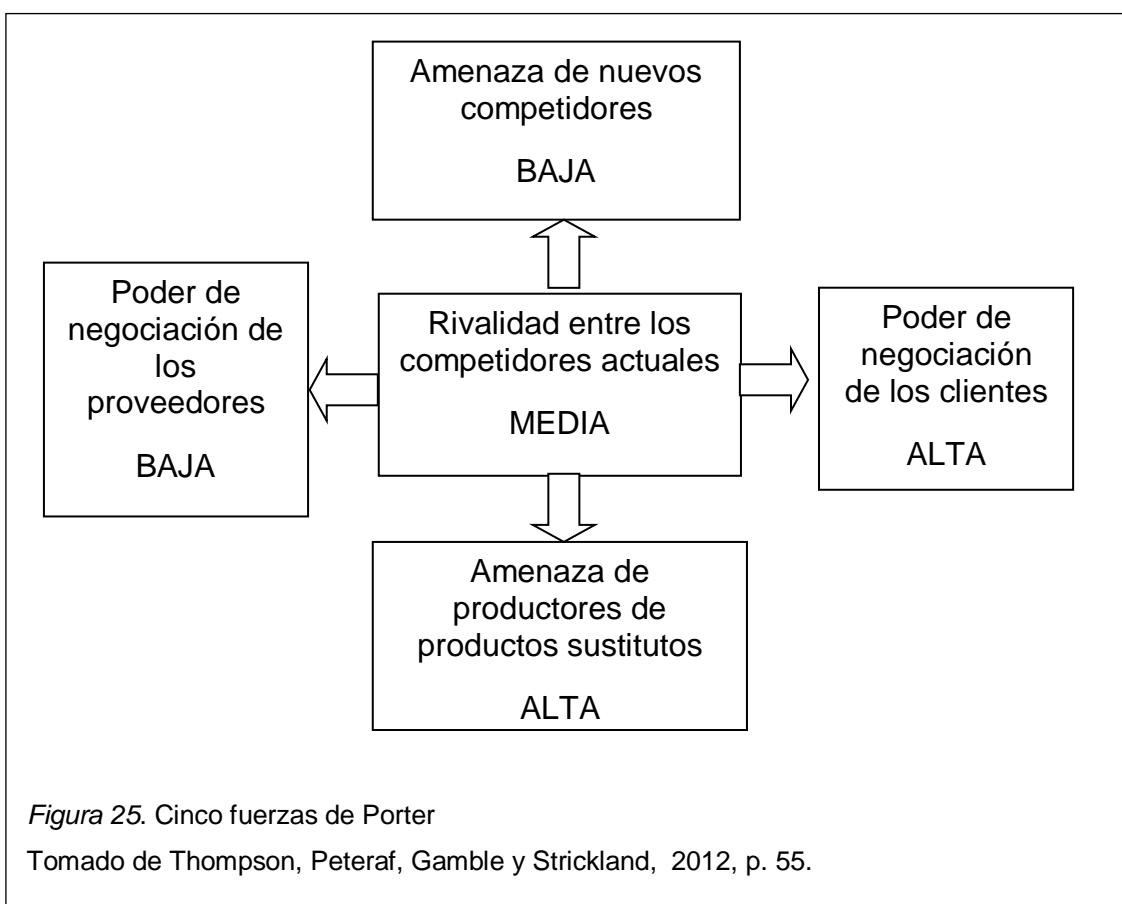 Amenaza de nuevos
competidores
BAJA
Poder de
negociación de
los
proveedores
BAJA
Rivalidad entre los
competidores actuales
MEDIA
Poder de
negociación
de los clientes
ALTA
Amenaza de
productores de
productos sustitutos
ALTA
Figura 25. Cinco fuerzas de Porter
Tomado de Thompson, Peteraf, Gamble y Strickland, 2012, p. 55.